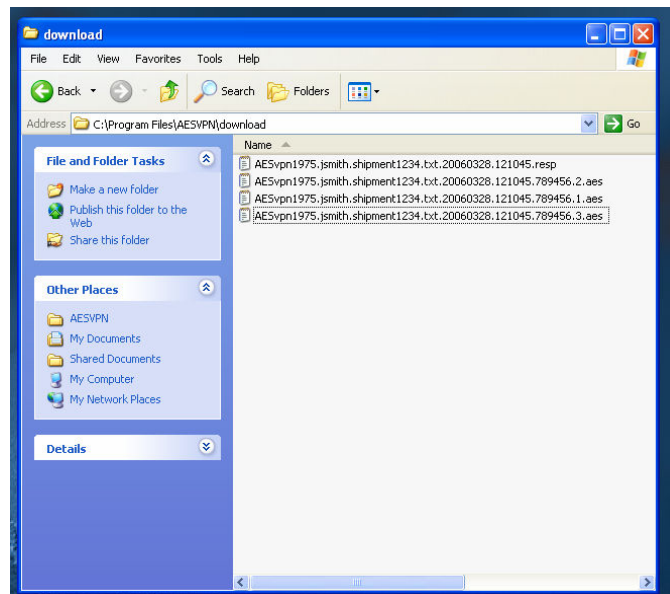 download
File Edit View Favorites Tools Help
Back Search Folders
Address C:\Program Files\AESVPN\download Go
File and Folder Tasks
Make a new folder
Publish this folder to the
Web
Share this folder
Other Places
AESVPN
My Documents
Shared Documents
My Computer
My Network Places
Details
Name
AESvpn1975.jsmith.shipment1234.txt.20060328.121045.resp
AESvpn1975.jsmith.shipment1234.txt.20060328.121045.789456.2.aes
AESvpn1975.jsmith.shipment1234.txt.20060328.121045.789456.1.aes
AESvpn1975.jsmith.shipment1234.txt.20060328.121045.789456.3.aes